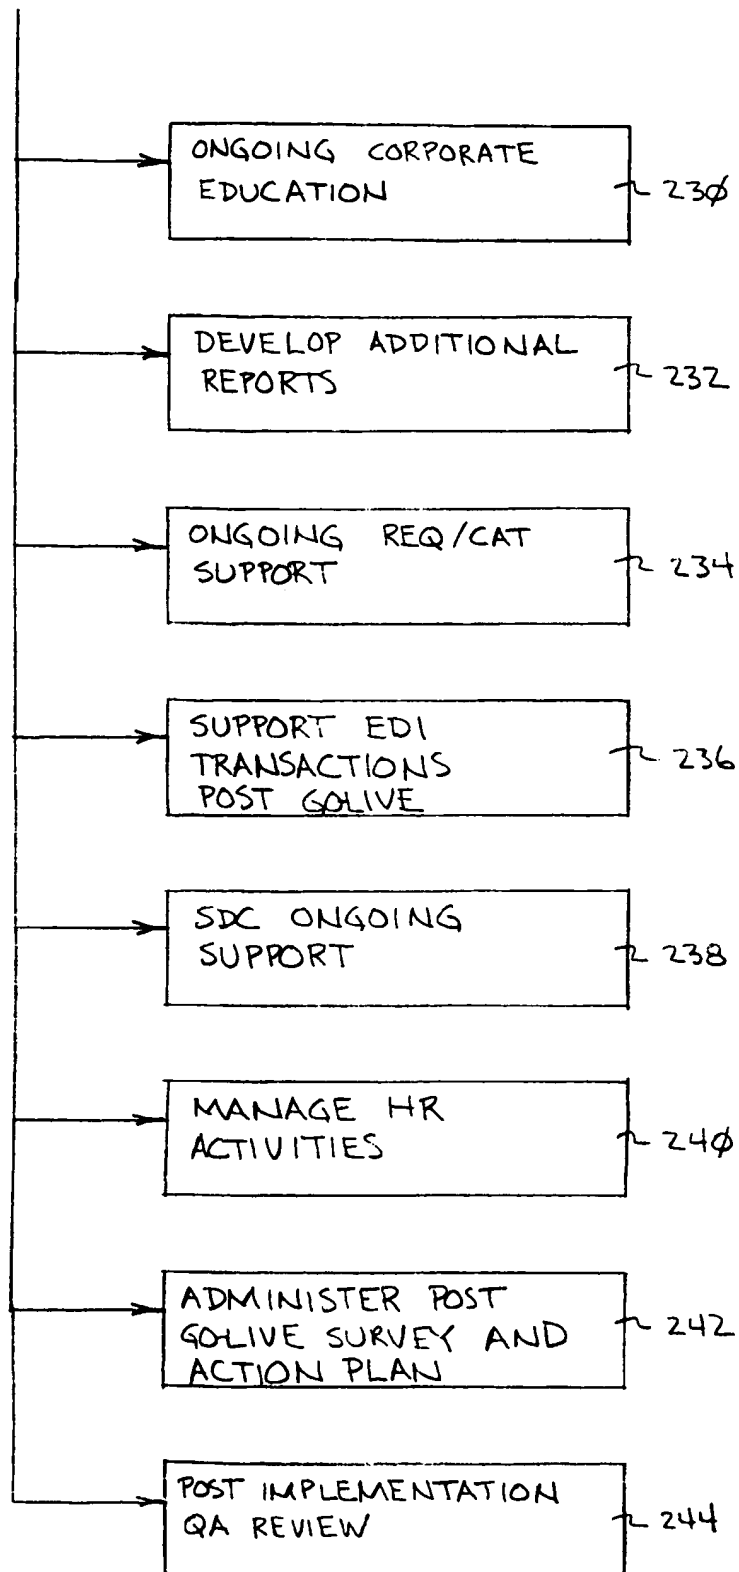 ONGOING CORPORATE
EDUCATION
230
DEVELOP ADDITIONAL
REPORTS
232
ONGOING REQ/CAT
SUPPORT
234
SUPPORT EDI
TRANSACTIONS
POST GOLIVE
236
SDC ONGOING
SUPPORT
238
MANAGE HR
ACTIVITIES
240
ADMINISTER POST
GOLIVE SURVEY AND
ACTION PLAN
242
POST IMPLEMENTATION
QA REVIEW
244